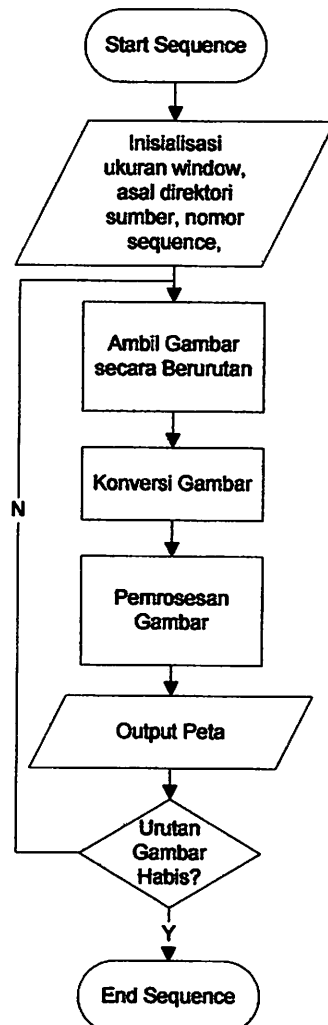 Start Sequence
Inisialisasi
ukuran window,
asal direktori
sumber, nomor
sequence,
Ambil Gambar
secara Berurutan
Konversi Gambar
N
Pemrosesan
Gambar
Output Peta
Urutan
Gambar
Habis?
Y
End Sequence